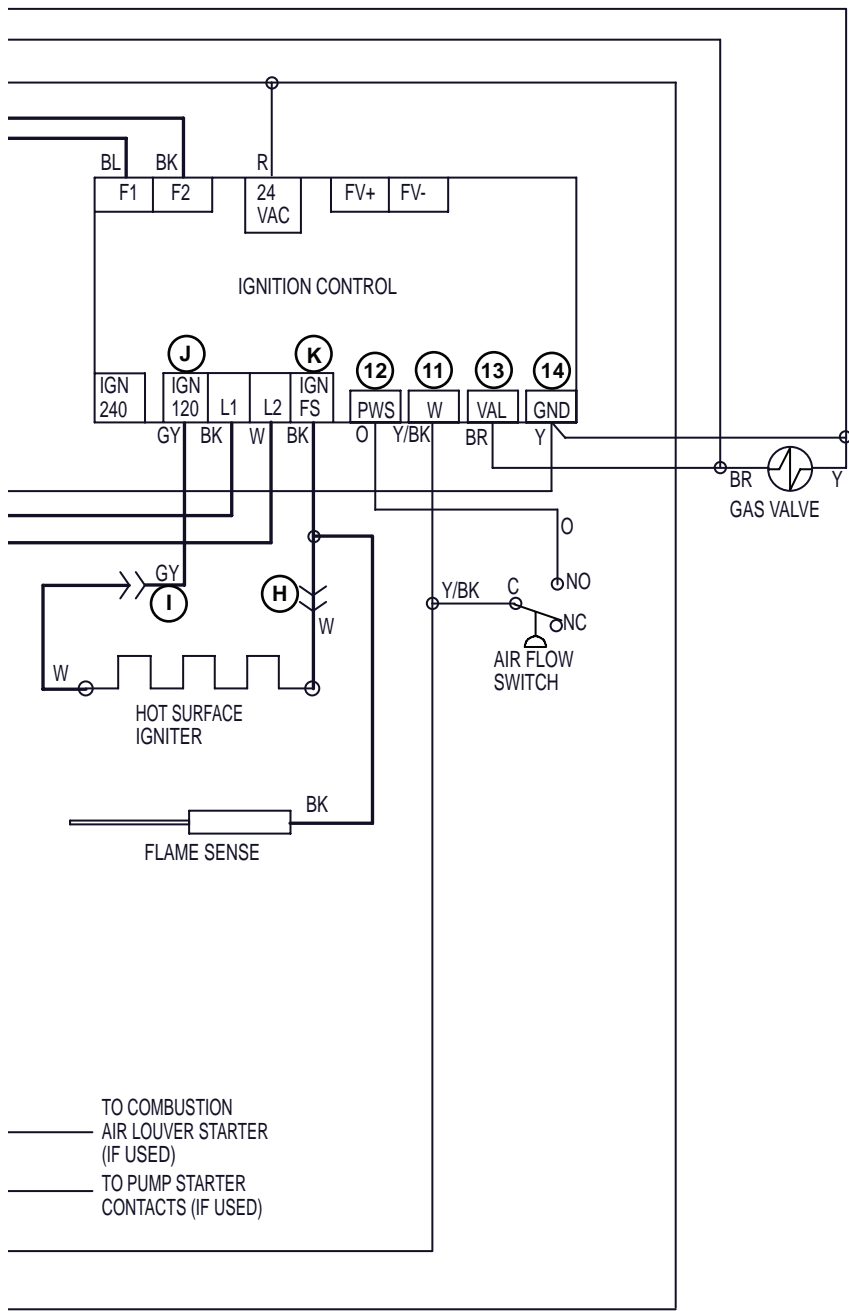 BL BK R
F1 F2 24 FV+ FV-
VAC
IGNITION CONTROL
J K 12 11 13 14
IGN IGN IGN
240 120 L1 L2 FS PWS W VAL GND
GY BK W BK O Y/BK BR Y
BR Y
GAS VALVE
O
GY
I H Y/BK C NO
W NC
AIR FLOW
SWITCH
W
HOT SURFACE
IGNITER
BK
FLAME SENSE
TO COMBUSTION
AIR LOUVER STARTER
(IF USED)
TO PUMP STARTER
CONTACTS (IF USED)